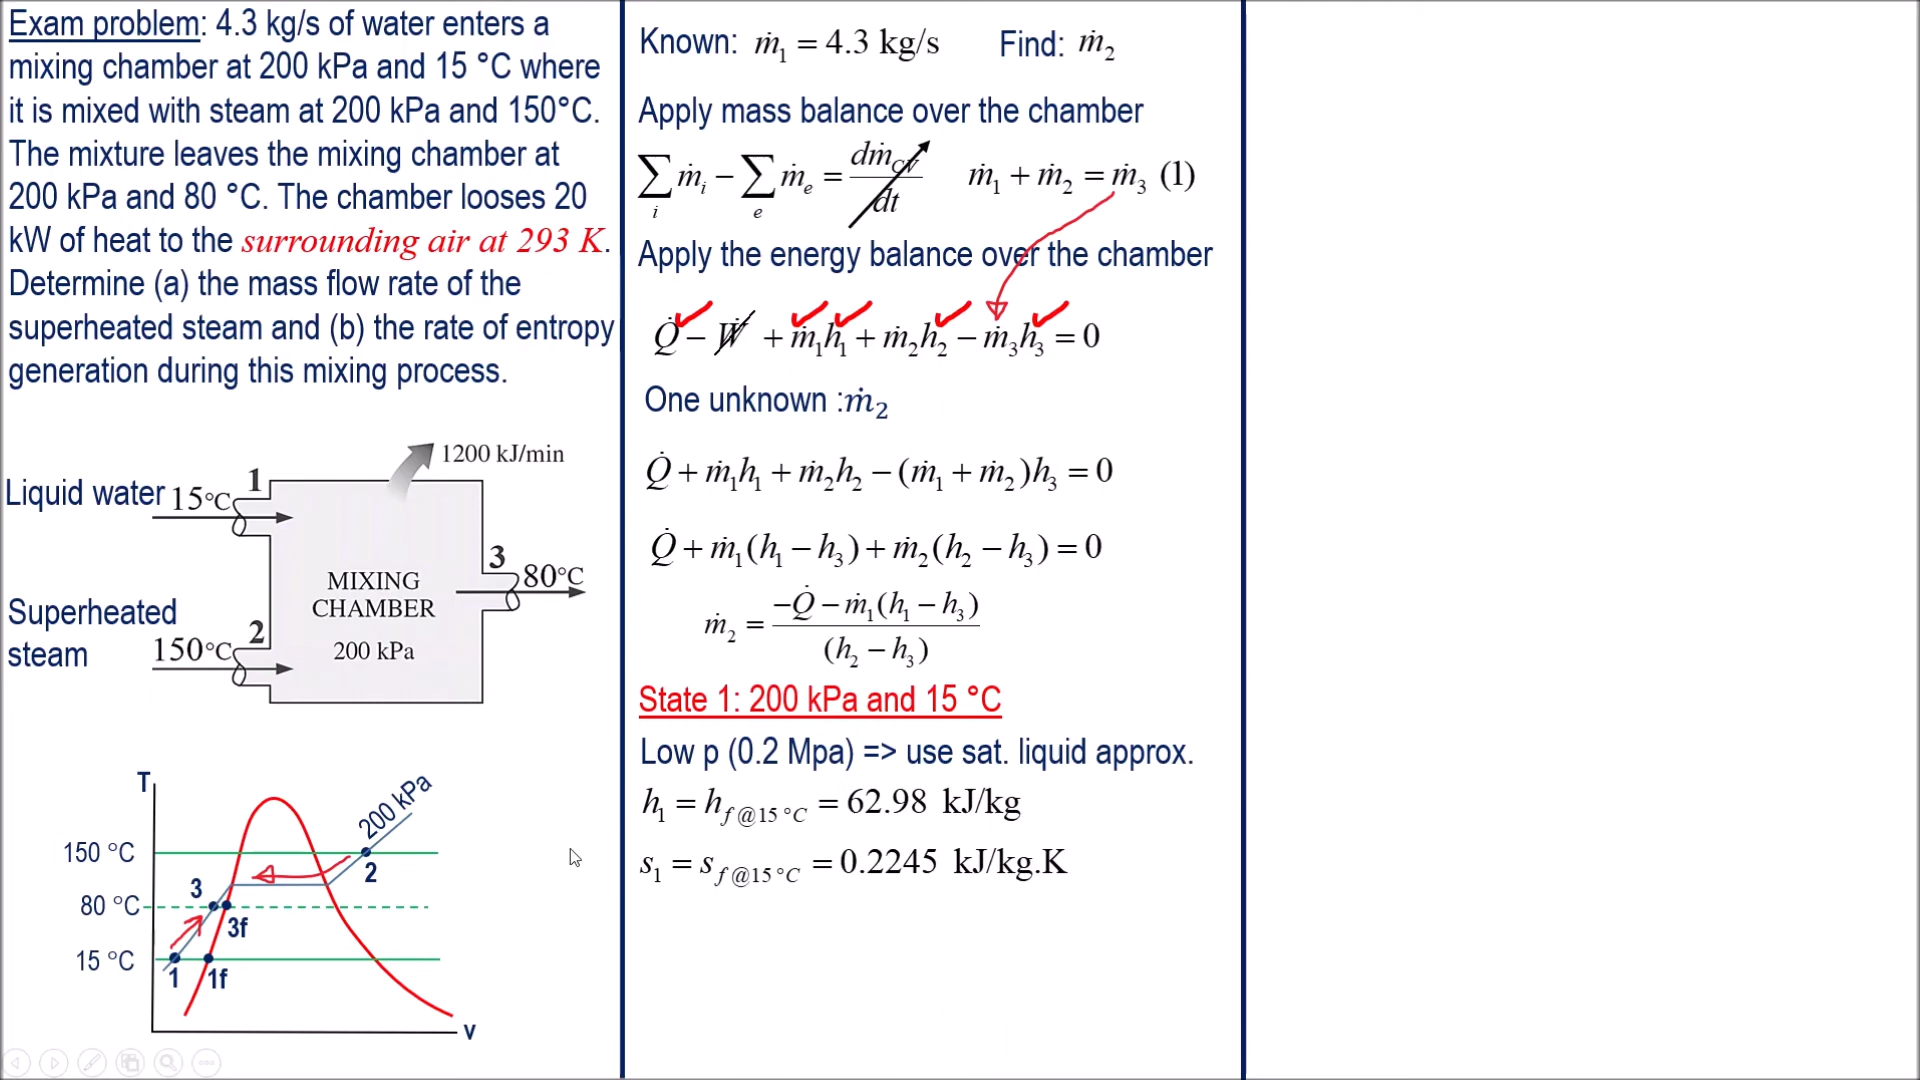 Exam problem: 4.3 kg/s of water enters a
mixing chamber at 200 kPa and 15 °C where
it is mixed with steam at 200 kPa and 150°C.
The mixture leaves the mixing chamber at
200 kPa and 80 °C. The chamber looses 20
kW of heat to the surrounding air at 293 K.
Determine (a) the mass flow rate of the
superheated steam and (b) the rate of entropy
generation during this mixing process.
1200 kJ/min
1
Liquid water 15°C
3
80°C
MIXING
CHAMBER
200 kPa
Superheated
steam
2
150°C
T
200 kPa
150 °C
2
3
80 °C
3f
15 °C
1
1f
v
Known: ṁ₁ = 4.3 kg/s Find: ṁ₂
Apply mass balance over the chamber
∑ᵢ ṁᵢ − ∑ₑ ṁₑ = dṁ_CV/dt ṁ₁ + ṁ₂ = ṁ₃ (1)
Apply the energy balance over the chamber
Q̇ − Ẇ + ṁ₁h₁ + ṁ₂h₂ − ṁ₃h₃ = 0
One unknown :ṁ₂
Q̇ + ṁ₁h₁ + ṁ₂h₂ − (ṁ₁ + ṁ₂)h₃ = 0
Q̇ + ṁ₁(h₁ − h₃) + ṁ₂(h₂ − h₃) = 0
ṁ₂ = (−Q̇ − ṁ₁(h₁ − h₃))/(h₂ − h₃)
State 1: 200 kPa and 15 °C
Low p (0.2 Mpa) => use sat. liquid approx.
h₁ = h_f@15°C = 62.98 kJ/kg
s₁ = s_f@15°C = 0.2245 kJ/kg.K